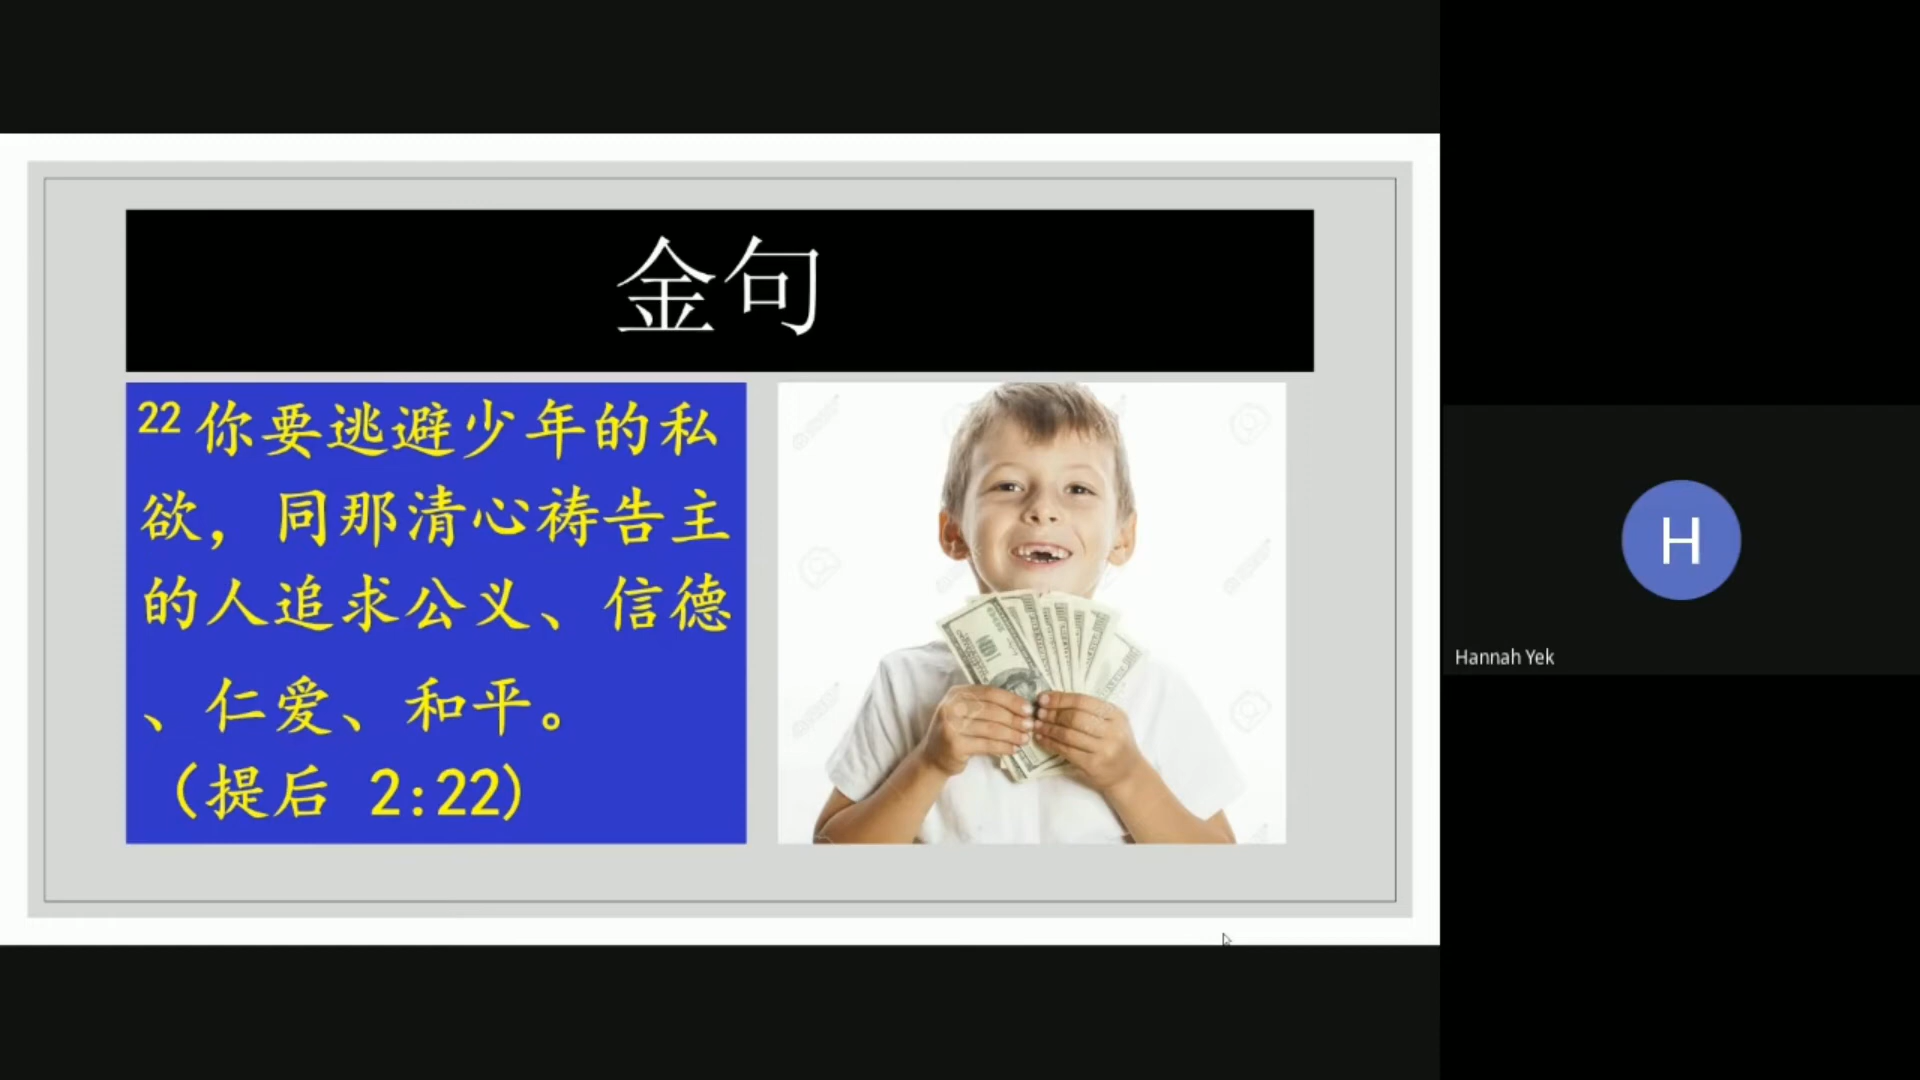 金句
22 你要逃避少年的私
欲，同那清心祷告主
的人追求公义、信德
、仁爱、和平。
（提后 2:22）
H
Hannah Yek